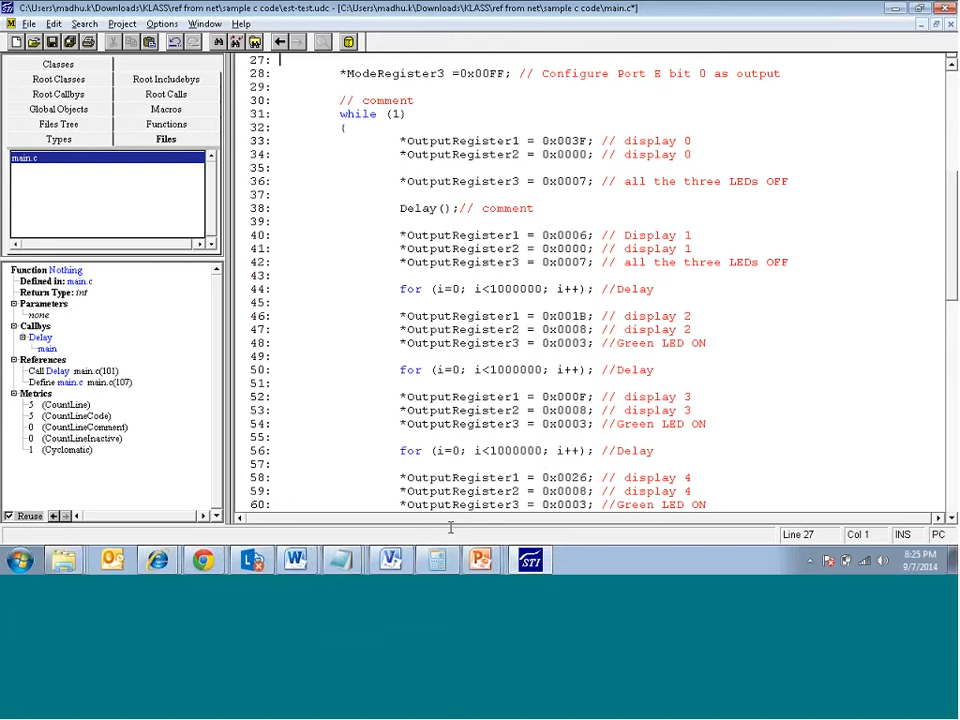 C:\Users\madhu.k\Downloads\KLASS\ref from net\sample c code\est-test.udc - [C:\Users\madhu.k\Downloads\KLASS\ref from net\sample c code\main.c*]
File Edit Search Project Options Window Help
Classes
Root Classes Root Includebys
Root Callbys Root Calls
Global Objects Macros
Files Tree Functions
Types Files
main.c
Function Nothing
Defined in: main.c
Return Type: int
Parameters
none
Callbys
Delay
main
References
Call Delay main.c(101)
Define main.c main.c(107)
Metrics
5 (CountLine)
5 (CountLineCode)
0 (CountLineComment)
0 (CountLineInactive)
1 (Cyclomatic)
Reuse
27:
28: *ModeRegister3 =0x00FF; // Configure Port E bit 0 as output
29:
30: // comment
31: while (1)
32: {
33: *OutputRegister1 = 0x003F; // display 0
34: *OutputRegister2 = 0x0000; // display 0
35:
36: *OutputRegister3 = 0x0007; // all the three LEDs OFF
37:
38: Delay();// comment
39:
40: *OutputRegister1 = 0x0006; // Display 1
41: *OutputRegister2 = 0x0000; // display 1
42: *OutputRegister3 = 0x0007; // all the three LEDs OFF
43:
44: for (i=0; i<1000000; i++); //Delay
45:
46: *OutputRegister1 = 0x001B; // display 2
47: *OutputRegister2 = 0x0008; // display 2
48: *OutputRegister3 = 0x0003; //Green LED ON
49:
50: for (i=0; i<1000000; i++); //Delay
51:
52: *OutputRegister1 = 0x000F; // display 3
53: *OutputRegister2 = 0x0008; // display 3
54: *OutputRegister3 = 0x0003; //Green LED ON
55:
56: for (i=0; i<1000000; i++); //Delay
57:
58: *OutputRegister1 = 0x0026; // display 4
59: *OutputRegister2 = 0x0008; // display 4
60: *OutputRegister3 = 0x0003; //Green LED ON
Line 27 Col 1 INS PC
STI
8:25 PM
9/7/2014